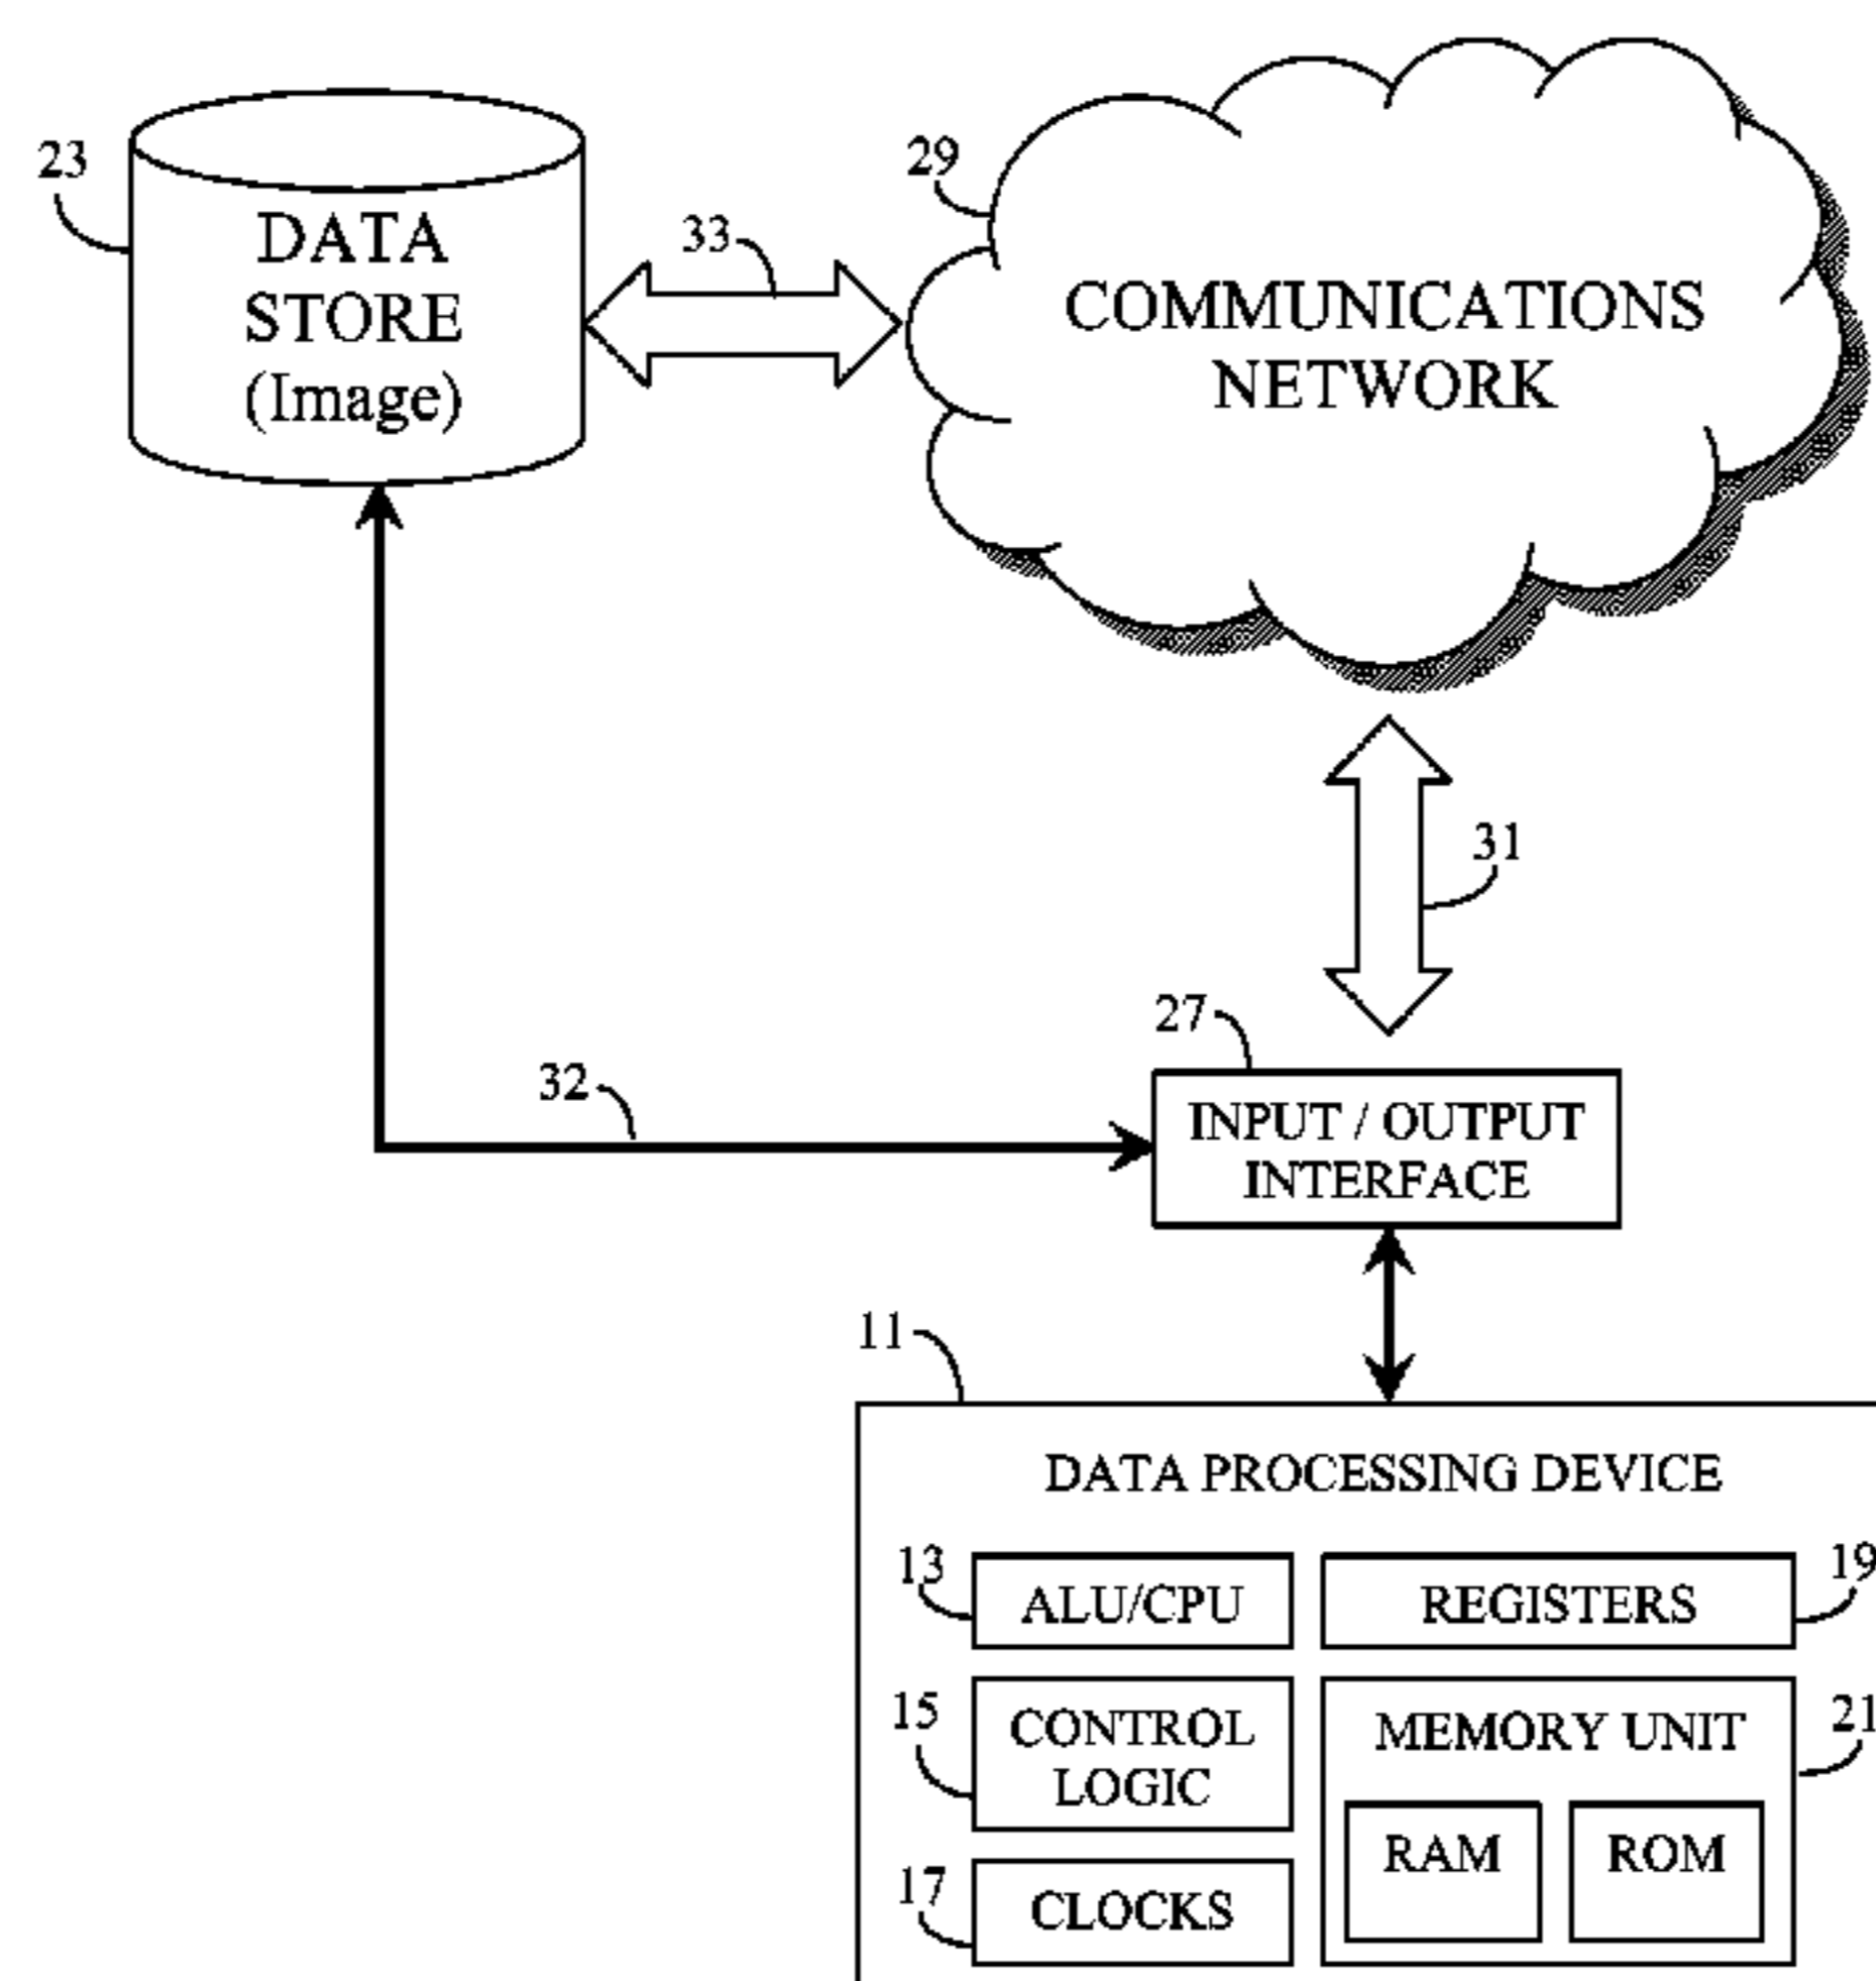 23
DATA
STORE
(Image)
33
29
COMMUNICATIONS
NETWORK
31
27
INPUT / OUTPUT
INTERFACE
32
11
DATA PROCESSING DEVICE
13
ALU/CPU
REGISTERS
19
15
CONTROL
LOGIC
MEMORY UNIT
21
RAM
ROM
17
CLOCKS